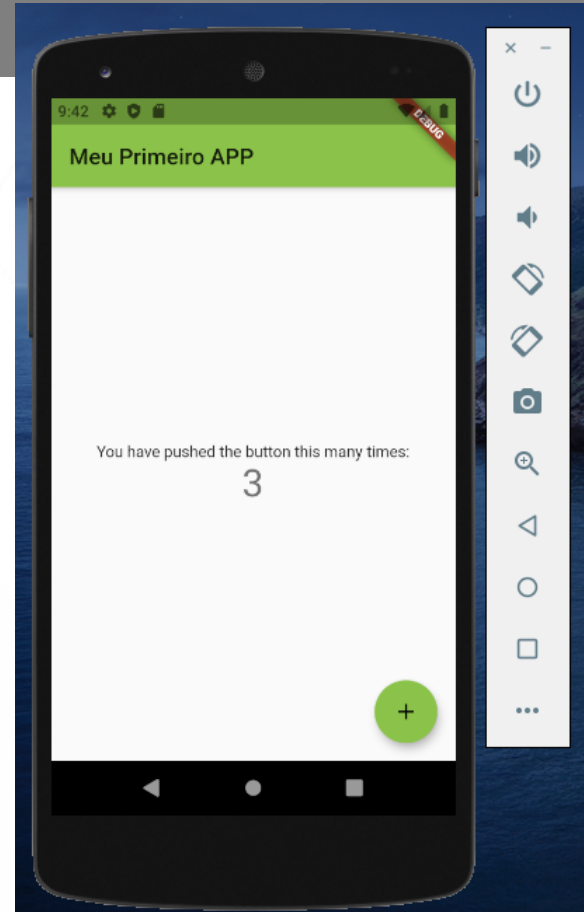 9:42
DEBUG
Meu Primeiro APP
You have pushed the button this many times:
3
+